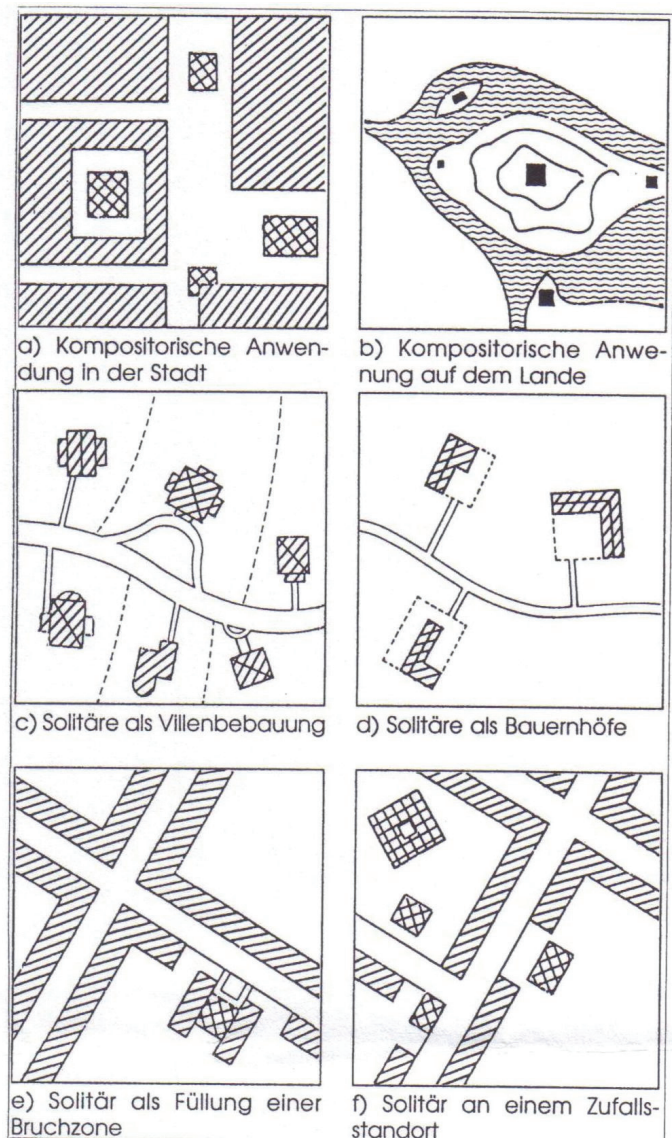 a) Kompositorische Anwen-
dung in der Stadt
b) Kompositorische Anwe-
nung auf dem Lande
c) Solitäre als Villenbebauung
d) Solitäre als Bauernhöfe
e) Solitär als Füllung einer
Bruchzone
f) Solitär an einem Zufalls-
standort